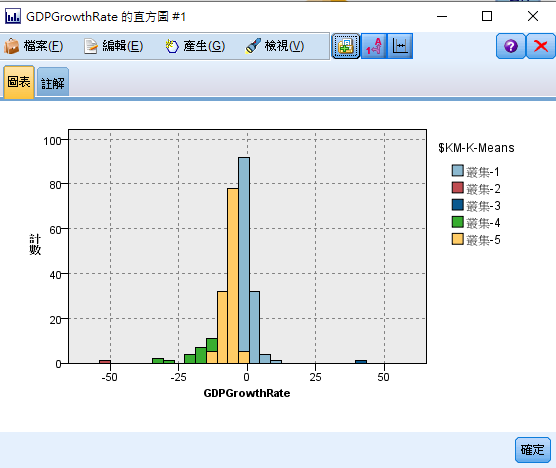 GDPGrowthRate 的直方圖 #1
檔案(F) 編輯(E) 產生(G) 檢視(V)
圖表 註解
$KM-K-Means
叢集-1
叢集-2
叢集-3
叢集-4
叢集-5
計數
100
80
60
40
20
0
-50 -25 0 25 50
GDPGrowthRate
確定